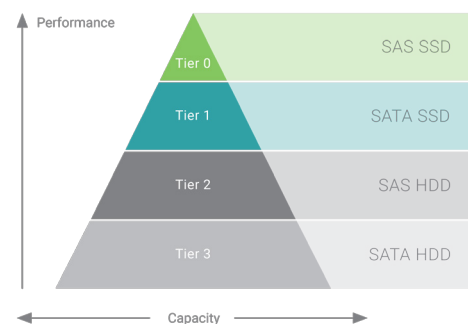 Performance
Tier 0
SAS SSD
Tier 1
SATA SSD
Tier 2
SAS HDD
Tier 3
SATA HDD
Capacity